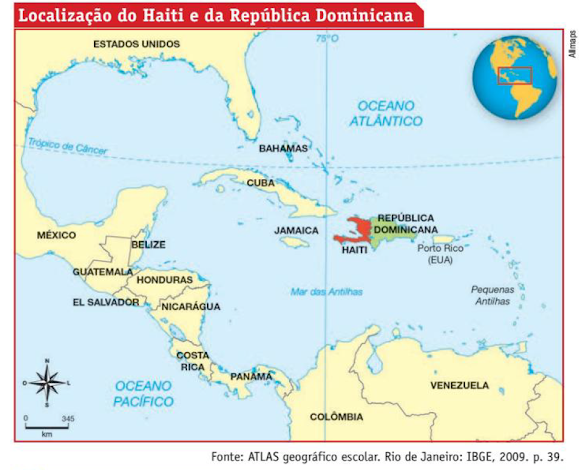 Localização do Haiti e da República Dominicana
Allmaps
75°O
ESTADOS UNIDOS
OCEANO
ATLÂNTICO
Trópico de Câncer
BAHAMAS
CUBA
MÉXICO
BELIZE
JAMAICA
HAITI
REPÚBLICA
DOMINICANA
Porto Rico
(EUA)
GUATEMALA
HONDURAS
EL SALVADOR
NICARÁGUA
Mar das Antilhas
Pequenas
Antilhas
COSTA
RICA
PANAMÁ
VENEZUELA
COLÔMBIA
OCEANO
PACÍFICO
N
O
L
S
0
345
km
Fonte: ATLAS geográfico escolar. Rio de Janeiro: IBGE, 2009. p. 39.